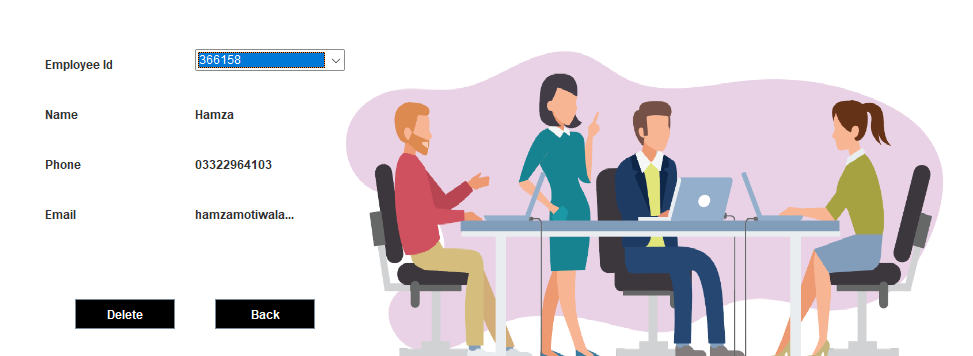 Employee Id 366158
Name Hamza
Phone 03322964103
Email hamzamotiwala...
Delete Back